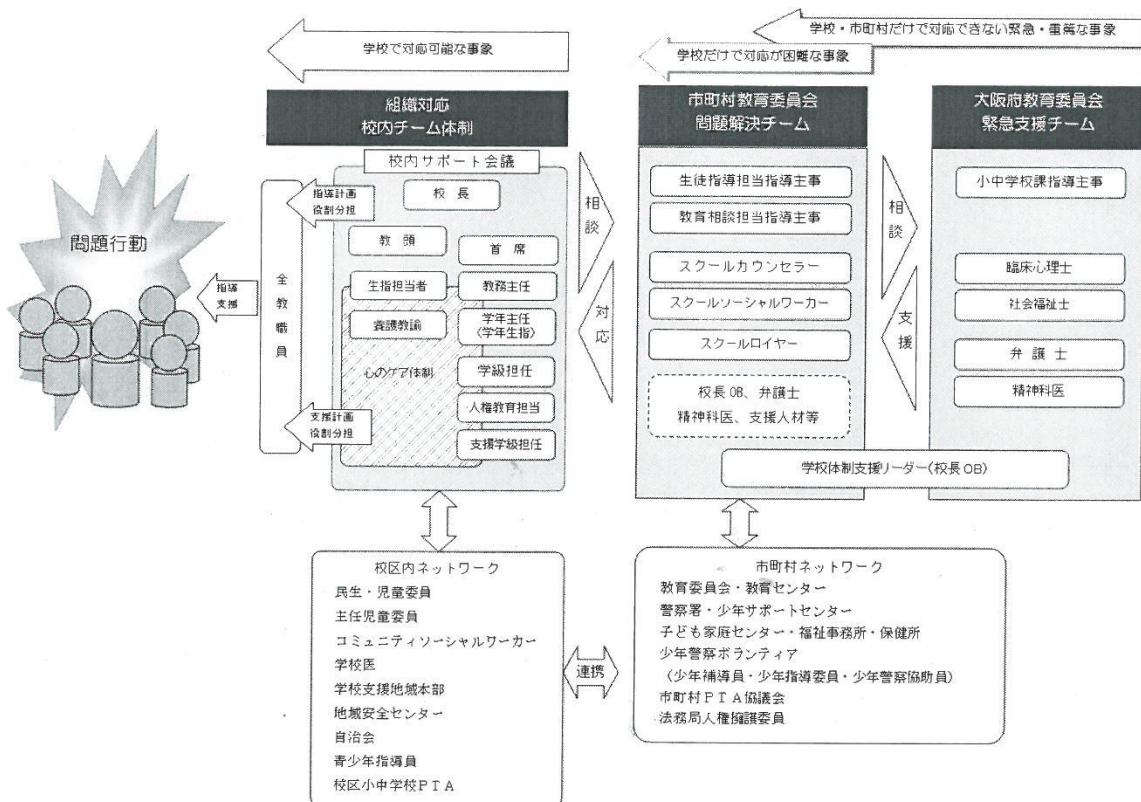 学校・市町村だけで対応できない緊急・重篤な事象
学校で対応可能な事象
学校だけで対応が困難な事象
組織対応
校内チーム体制
市町村教育委員会
問題解決チーム
大阪府教育委員会
緊急支援チーム
問題行動
指導
支援
全教職員
指導計画
役割分担
支援計画
役割分担
校内サポート会議
校長
教頭
首席
生指担当者
教務主任
養護教諭
学年主任
(学年生指)
心のケア体制
学級担任
人権教育担当
支援学級担任
相談
対応
生徒指導担当指導主事
教育相談担当指導主事
スクールカウンセラー
スクールソーシャルワーカー
スクールロイヤー
校長OB、弁護士
精神科医、支援人材等
相談
支援
小中学校課指導主事
臨床心理士
社会福祉士
弁護士
精神科医
学校体制支援リーダー(校長OB)
校区内ネットワーク
民生・児童委員
主任児童委員
コミュニティソーシャルワーカー
学校医
学校支援地域本部
地域安全センター
自治会
青少年指導員
校区小中学校PTA
連携
市町村ネットワーク
教育委員会・教育センター
警察署・少年サポートセンター
子ども家庭センター・福祉事務所・保健所
少年警察ボランティア
(少年補導員・少年指導委員・少年警察協助員)
市町村PTA協議会
法務局人権擁護委員